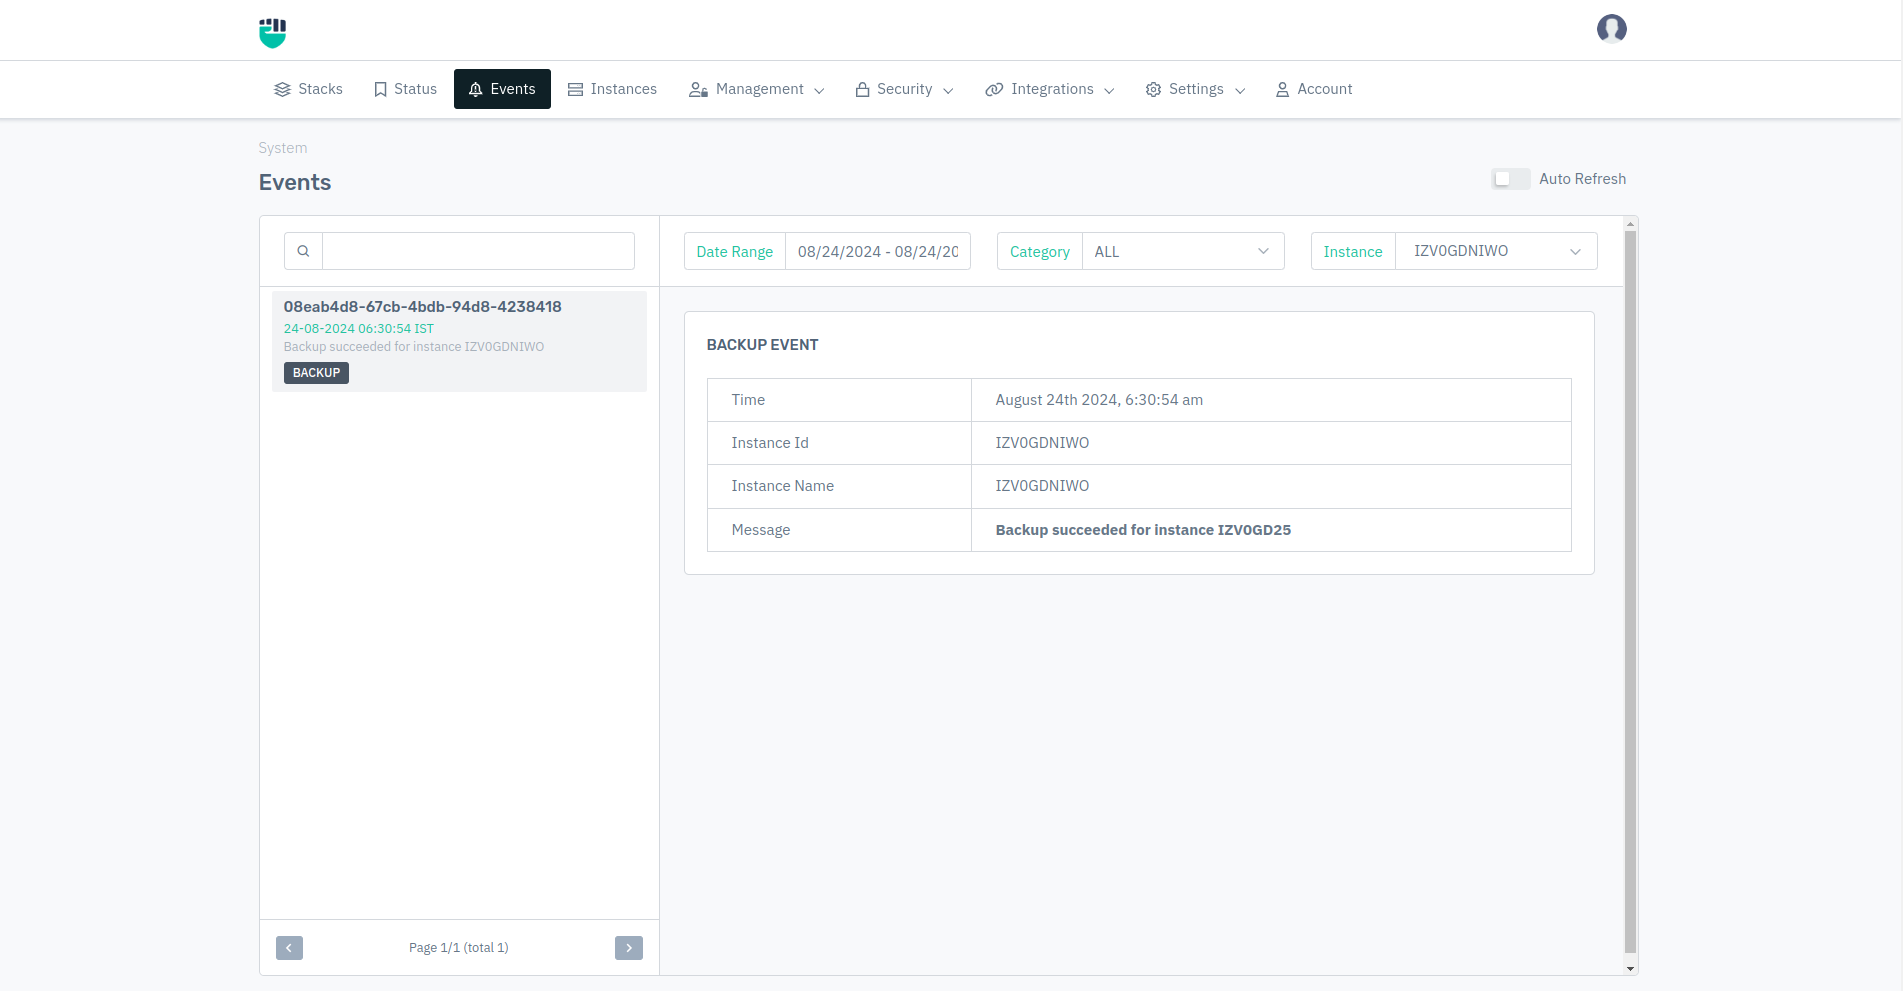 Stacks Status Events Instances Management Security Integrations Settings Account
System
Events
Auto Refresh
Date Range 08/24/2024 - 08/24/20 Category ALL Instance IZV0GDNIWO
08eab4d8-67cb-4bdb-94d8-4238418
24-08-2024 06:30:54 IST
Backup succeeded for instance IZV0GDNIWO
BACKUP
BACKUP EVENT
Time August 24th 2024, 6:30:54 am
Instance Id IZV0GDNIWO
Instance Name IZV0GDNIWO
Message Backup succeeded for instance IZV0GD25
Page 1/1 (total 1)